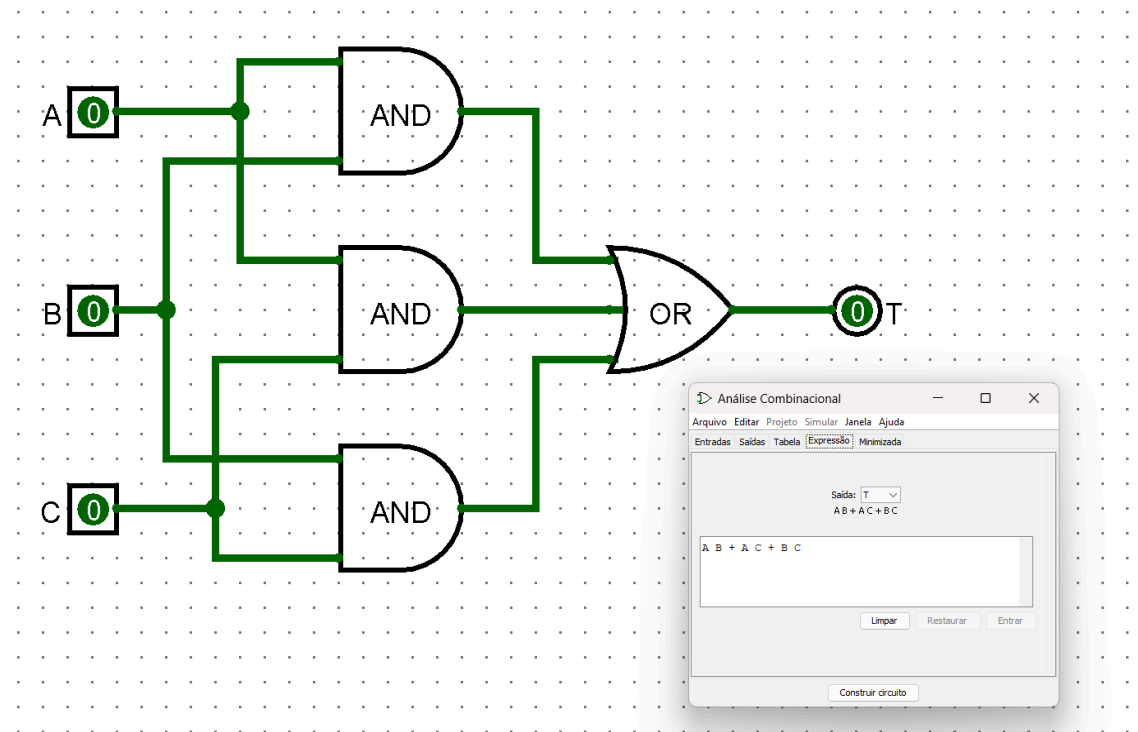 A 0
AND
B 0
AND
OR
0 T
C 0
AND
Análise Combinacional
Arquivo Editar Projeto Simular Janela Ajuda
Entradas Saídas Tabela Expressão Minimizada
Saída: T
A B + A C + B C
A B + A C + B C
Limpar Restaurar Entrar
Construir circuito